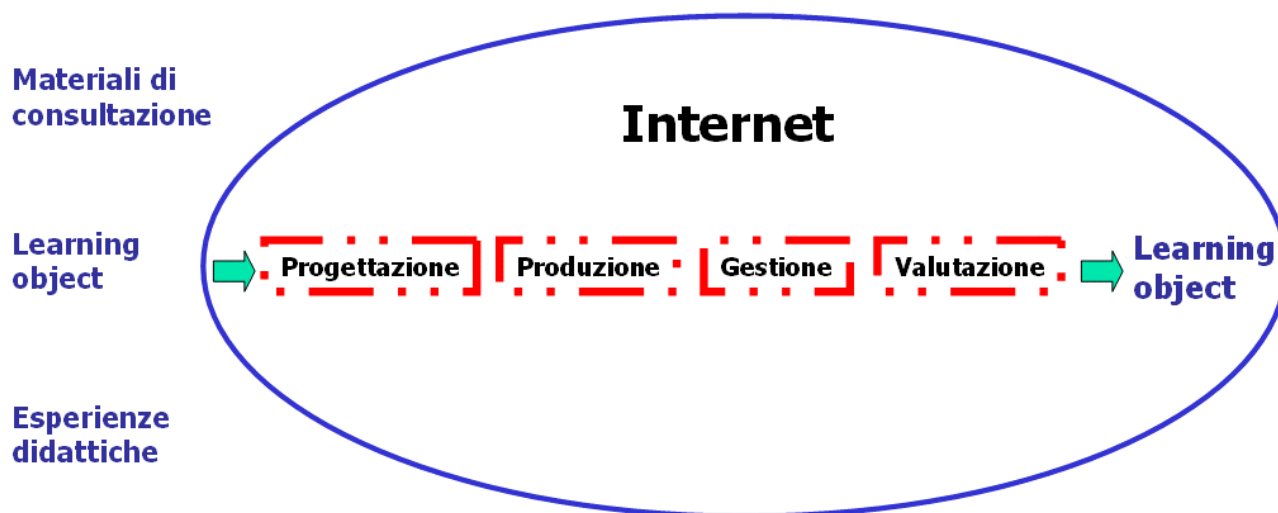 Materiali di
consultazione
Internet
Learning
object
Progettazione
Produzione
Gestione
Valutazione
Learning
object
Esperienze
didattiche